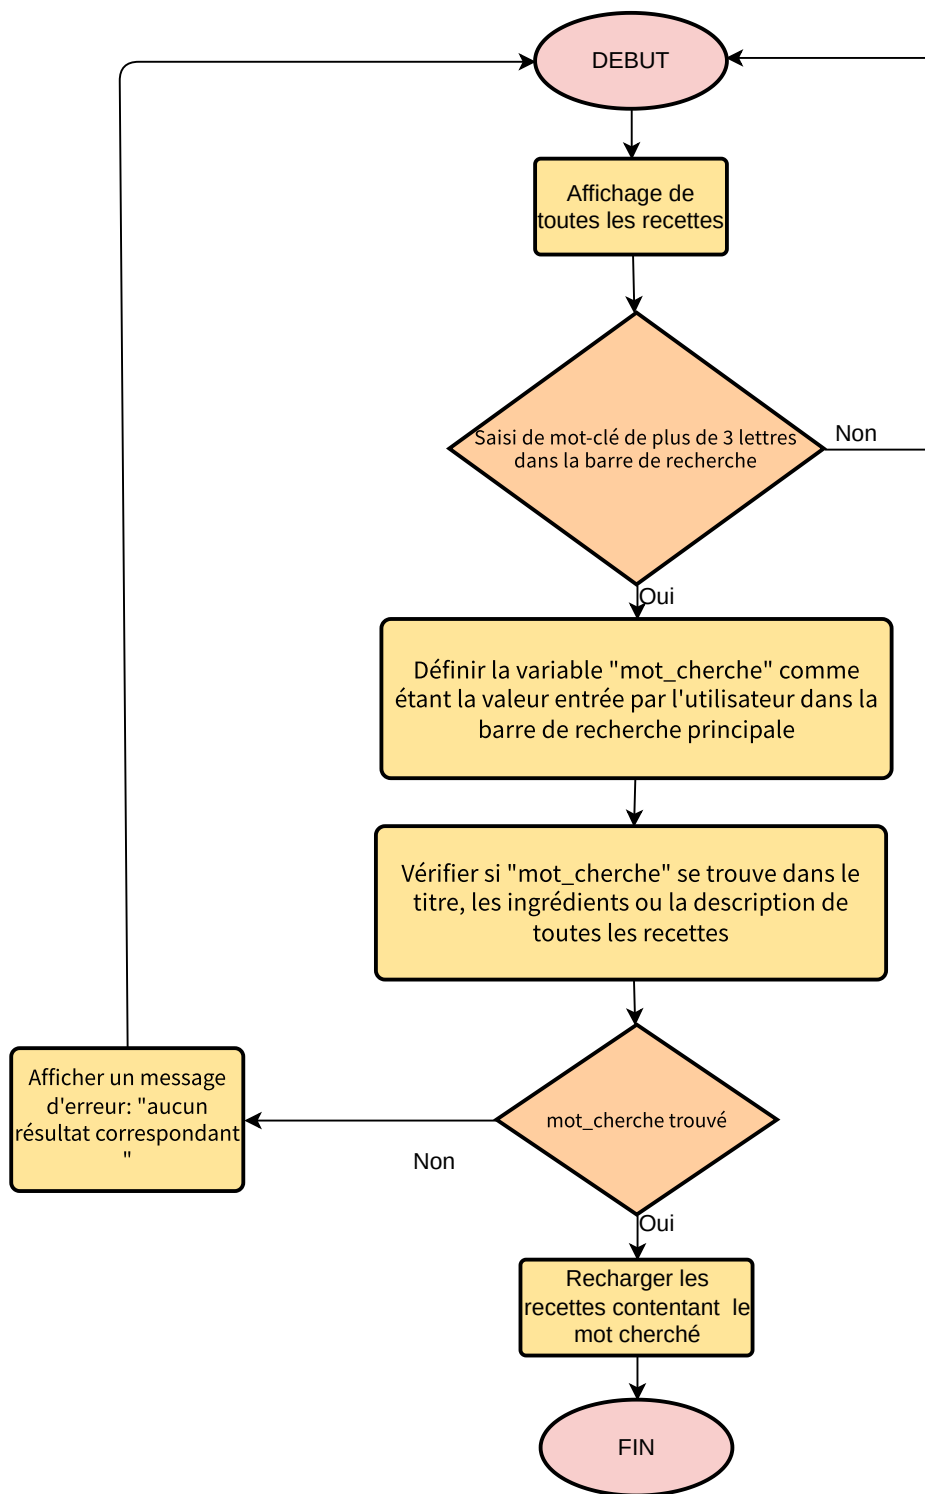 DEBUT
Affichage de
toutes les recettes
Saisi de mot-clé de plus de 3 lettres
dans la barre de recherche
Non
Oui
Définir la variable "mot_cherche" comme
étant la valeur entrée par l'utilisateur dans la
barre de recherche principale
Vérifier si "mot_cherche" se trouve dans le
titre, les ingrédients ou la description de
toutes les recettes
Afficher un message
d'erreur: "aucun
résultat correspondant
"
mot_cherche trouvé
Non
Oui
Recharger les
recettes contentant le
mot cherché
FIN